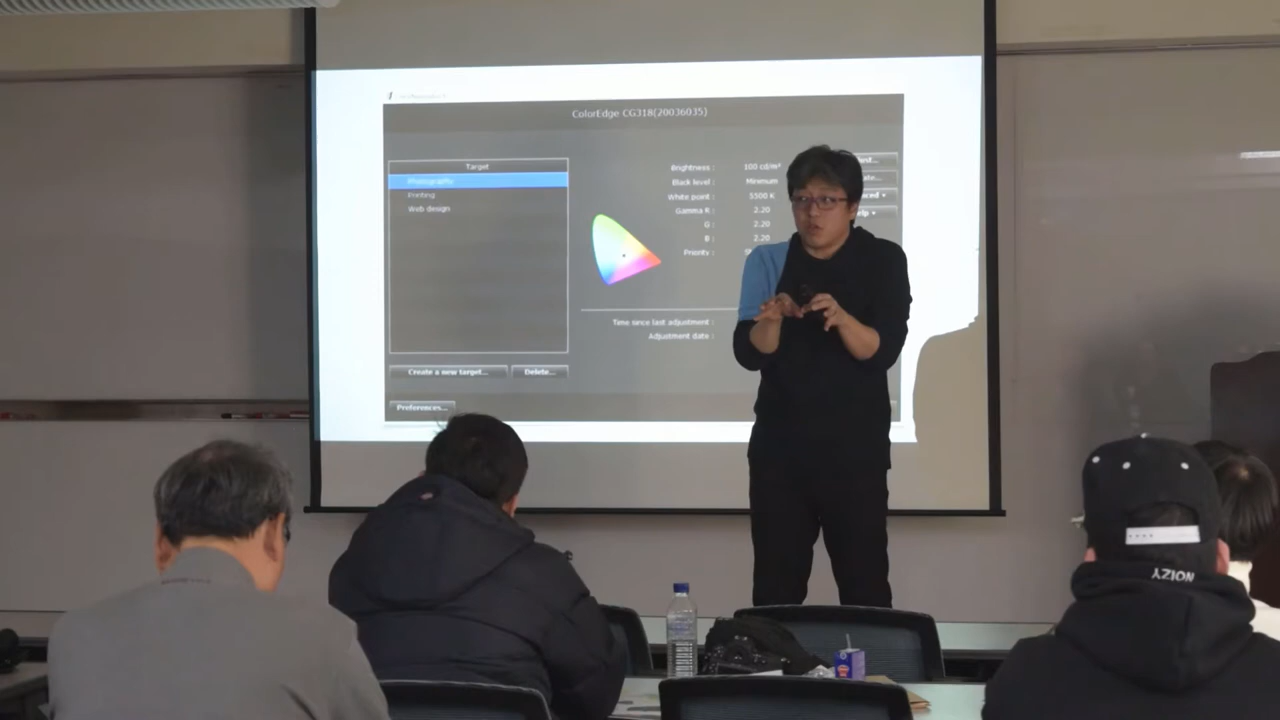 ColorEdge CG318(20036035)
Target
Photography
Printing
Web design
Brightness : 100 cd/m²
Black level : Minimum
White point : 5500 K
Gamma R : 2.20
G : 2.20
B : 2.20
Priority :
Time since last adjustment :
Adjustment date :
Create a new target... Delete...
Preferences...
NOIZY